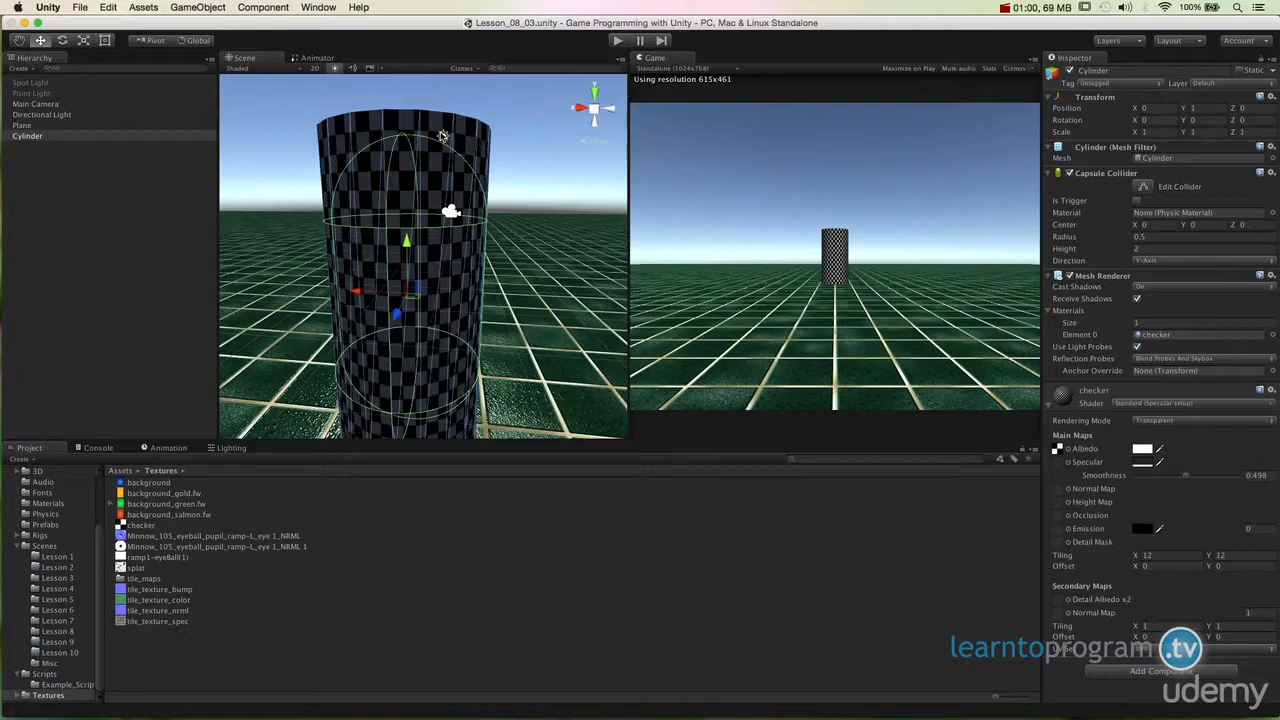 Unity File Edit Assets GameObject Component Window Help 01:00, 69 MB 100%
Lesson_08_03.unity - Game Programming with Unity - PC, Mac & Linux Standalone
Pivot Global Layers Layout Account
Hierarchy
Create
Spot Light
Point Light
Main Camera
Directional Light
Plane
Cylinder
Scene Animator
Shaded 2D Gizmos
Game
Standalone (1024x768) Maximize on Play Mute audio Stats Gizmos
Using resolution 615x461
Inspector
Cylinder Static
Tag Untagged Layer Default
Transform
Position X 0 Y 1 Z 0
Rotation X 0 Y 0 Z 0
Scale X 1 Y 1 Z 1
Cylinder (Mesh Filter)
Mesh Cylinder
Capsule Collider
Edit Collider
Is Trigger
Material None (Physic Material)
Center X 0 Y 0 Z 0
Radius 0.5
Height 2
Direction Y-Axis
Mesh Renderer
Cast Shadows On
Receive Shadows
Materials
Size 1
Element 0 checker
Use Light Probes
Reflection Probes Blend Probes And Skybox
Anchor Override None (Transform)
checker
Shader Standard (Specular setup)
Rendering Mode Transparent
Main Maps
Albedo
Specular
Smoothness 0.498
Normal Map
Height Map
Occlusion
Emission 0
Detail Mask
Tiling X 12 Y 12
Offset X 0 Y 0
Secondary Maps
Detail Albedo x2
Normal Map 1
Tiling X 1 Y 1
Offset X 0 Y 0
Add Component
Project Console Animation Lighting
Create
3D
Audio
Fonts
Materials
Physics
Prefabs
Rigs
Scenes
Lesson 1
Lesson 2
Lesson 3
Lesson 4
Lesson 5
Lesson 6
Lesson 7
Lesson 8
Lesson 9
Lesson 10
Misc
Scripts
Example_Scrip
Textures
Assets Textures
background
background_gold.fw
background_green.fw
background_salmon.fw
checker
Minnow_105_eyeball_pupil_ramp-L_eye 1_NRML
Minnow_105_eyeball_pupil_ramp-L_eye 1_NRML 1
ramp1-eyeBall(1)
splat
tile_maps
tile_texture_bump
tile_texture_color
tile_texture_nrml
tile_texture_spec
learntoprogram.tv
udemy